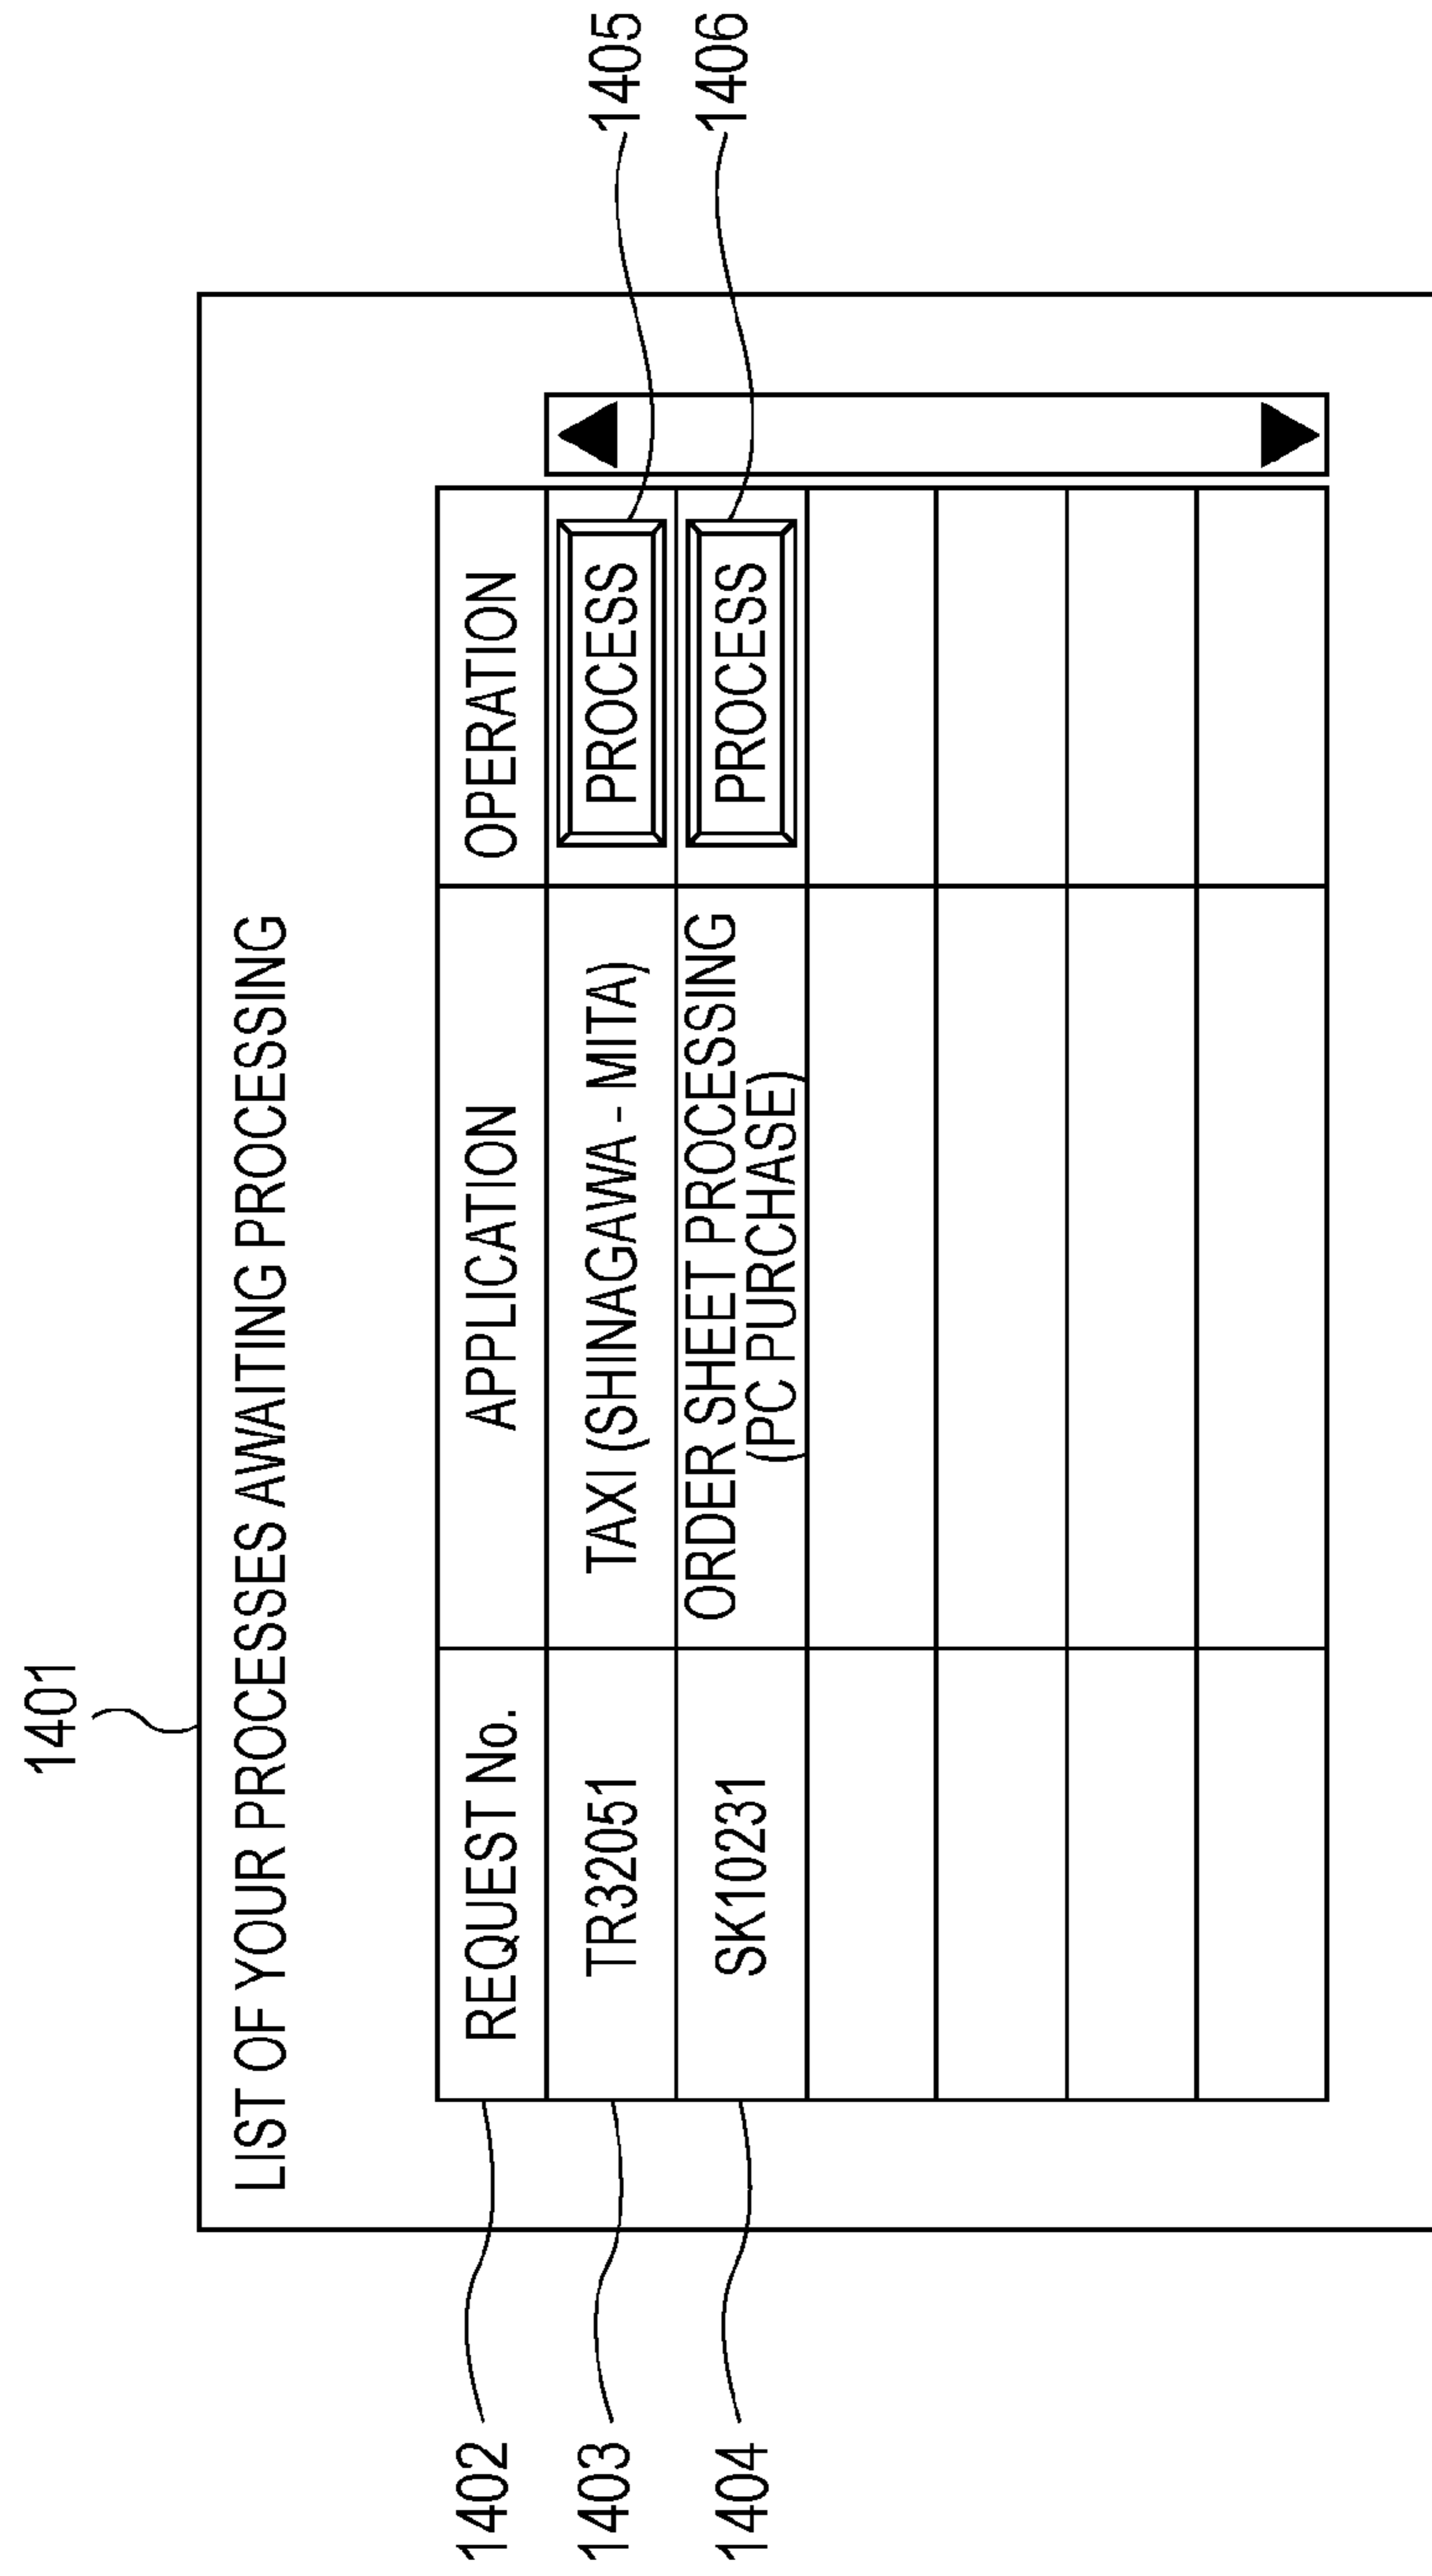 1401
LIST OF YOUR PROCESSES AWAITING PROCESSING
1402
REQUEST No.
APPLICATION
OPERATION
1403
TR32051
TAXI (SHINAGAWA - MITA)
PROCESS
1405
1404
SK10231
ORDER SHEET PROCESSING
(PC PURCHASE)
PROCESS
1406